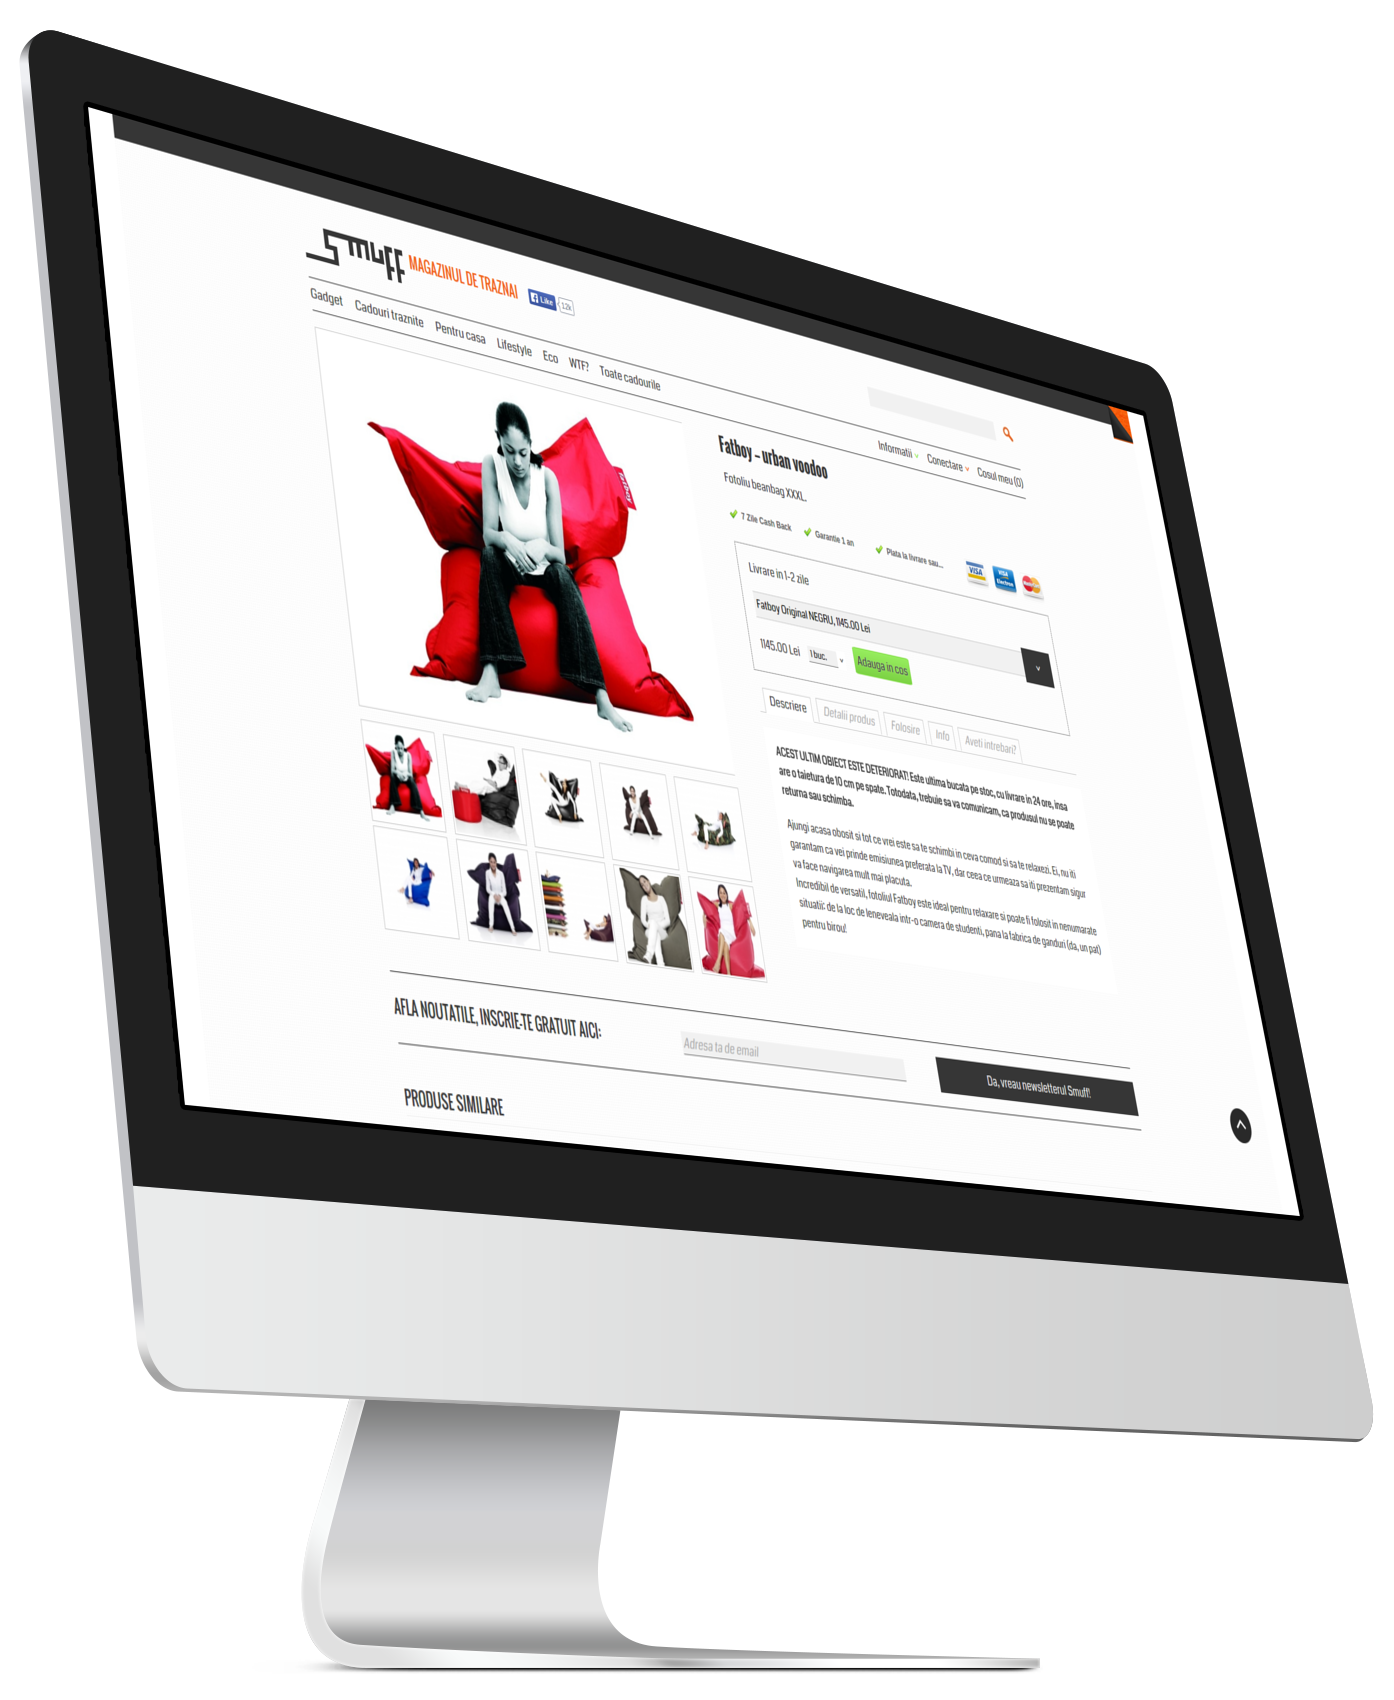 Smuff MAGAZINUL DE TRAZNAI
Like 12k
Gadget Cadouri traznite Pentru casa Lifestyle Eco WTF? Toate cadourile
Informatii Conectare Cosul meu (0)
Fatboy – urban voodoo
Fotoliu beanbag XXXL.
7 Zile Cash Back Garantie 1 an Plata la livrare sau...
VISA VISA Electron
Livrare in 1-2 zile
Fatboy Original NEGRU, 1145.00 Lei
1145.00 Lei 1 buc. Adauga in cos
Descriere Detalii produs Folosire Info Aveti intrebari?
ACEST ULTIM OBIECT ESTE DETERIORAT! Este ultima bucata pe stoc, cu livrare in 24 ore, insa
are o taietura de 10 cm pe spate. Totodata, trebuie sa va comunicam, ca produsul nu se poate
returna sau schimba.
Ajungi acasa obosit si tot ce vrei este sa te schimbi in ceva comod si sa te relaxezi. Ei, nu iti
garantam ca vei prinde emisiunea preferata la TV, dar ceea ce urmeaza sa iti prezentam sigur
va face navigarea mult mai placuta.
Incredibil de versatil, fotoliul Fatboy este ideal pentru relaxare si poate fi folosit in nenumarate
situatii: de la loc de leneveala intr-o camera de studenti, pana la fabrica de ganduri (da, un pat)
pentru birou!
AFLA NOUTATILE, INSCRIE-TE GRATUIT AICI:
Adresa ta de email
Da, vreau newsletterul Smuff!
PRODUSE SIMILARE